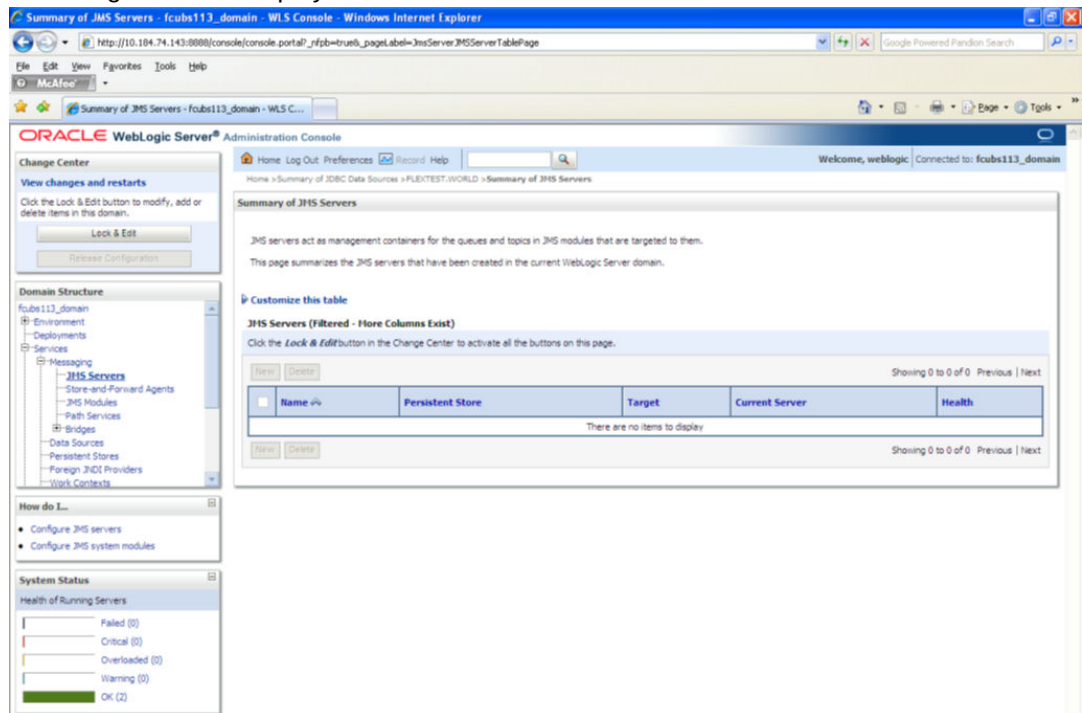 Summary of JMS Servers - fcubs113_domain - WLS Console - Windows Internet Explorer
http://10.184.74.143:8888/console/console.portal?_nfpb=true&_pageLabel=JmsServerJMSServerTablePage
Google Powered Pandion Search
File Edit View Favorites Tools Help
McAfee
Summary of JMS Servers - fcubs113_domain - WLS C...
Page Tools
ORACLE WebLogic Server® Administration Console
Change Center
View changes and restarts
Click the Lock & Edit button to modify, add or
delete items in this domain.
Lock & Edit
Release Configuration
Domain Structure
fcubs113_domain
Environment
Deployments
Services
Messaging
JMS Servers
Store-and-Forward Agents
JMS Modules
Path Services
Bridges
Data Sources
Persistent Stores
Foreign JNDI Providers
Work Contexts
How do I...
Configure JMS servers
Configure JMS system modules
System Status
Health of Running Servers
Failed (0)
Critical (0)
Overloaded (0)
Warning (0)
OK (2)
Home Log Out Preferences Record Help
Welcome, weblogic Connected to: fcubs113_domain
Home >Summary of JDBC Data Sources >FLEXTEST.WORLD >Summary of JMS Servers
Summary of JMS Servers
JMS servers act as management containers for the queues and topics in JMS modules that are targeted to them.
This page summarizes the JMS servers that have been created in the current WebLogic Server domain.
Customize this table
JMS Servers (Filtered - More Columns Exist)
Click the Lock & Edit button in the Change Center to activate all the buttons on this page.
New Delete Showing 0 to 0 of 0 Previous | Next
Name Persistent Store Target Current Server Health
There are no items to display
New Delete Showing 0 to 0 of 0 Previous | Next